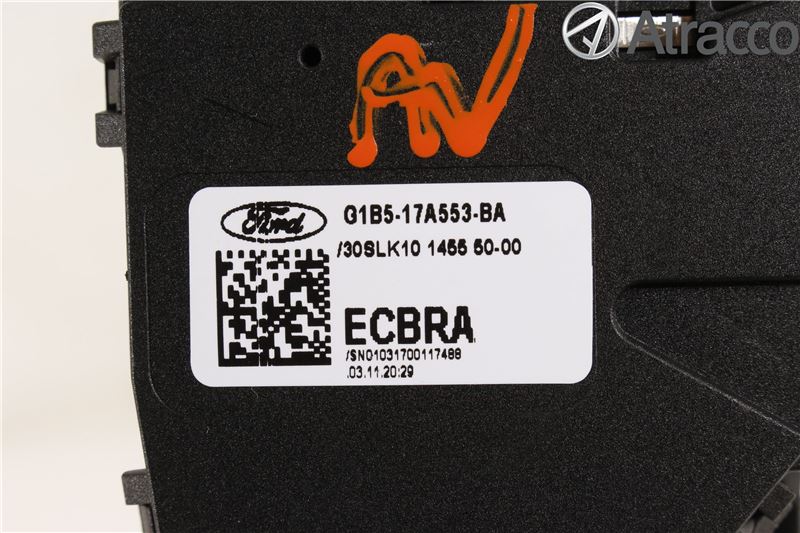 Atracco
AV
Ford
G1B5-17A553-BA
/30SLK10 1455 50-00
ECBRA
/SN01031700117488
.03.11.20:29